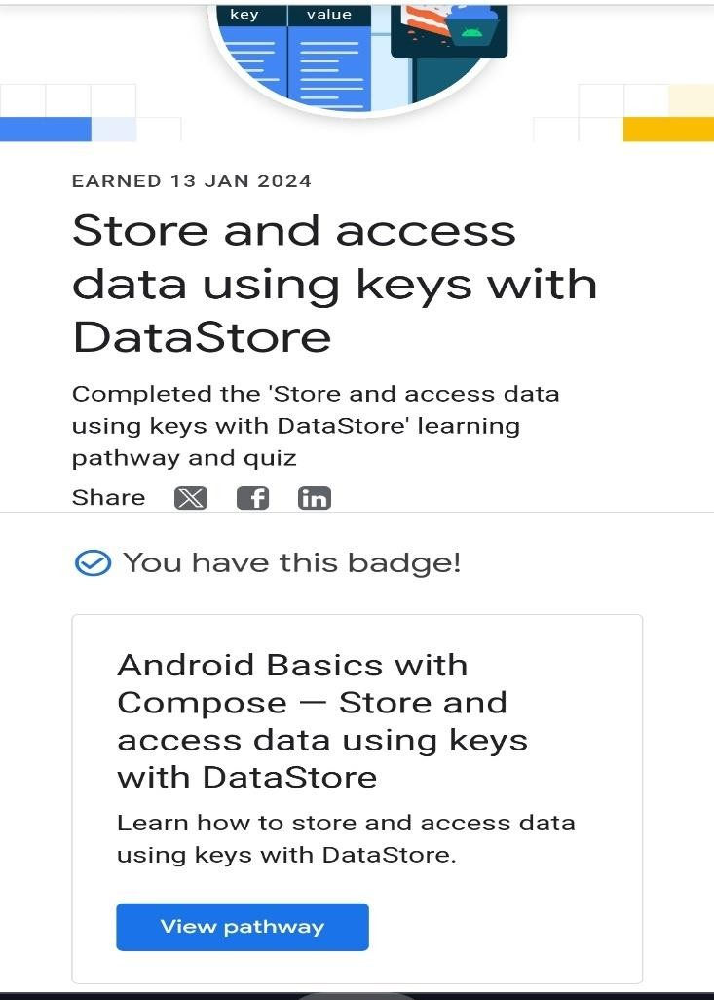 key value
EARNED 13 JAN 2024
Store and access
data using keys with
DataStore
Completed the 'Store and access data
using keys with DataStore' learning
pathway and quiz
Share
You have this badge!
Android Basics with
Compose — Store and
access data using keys
with DataStore
Learn how to store and access data
using keys with DataStore.
View pathway